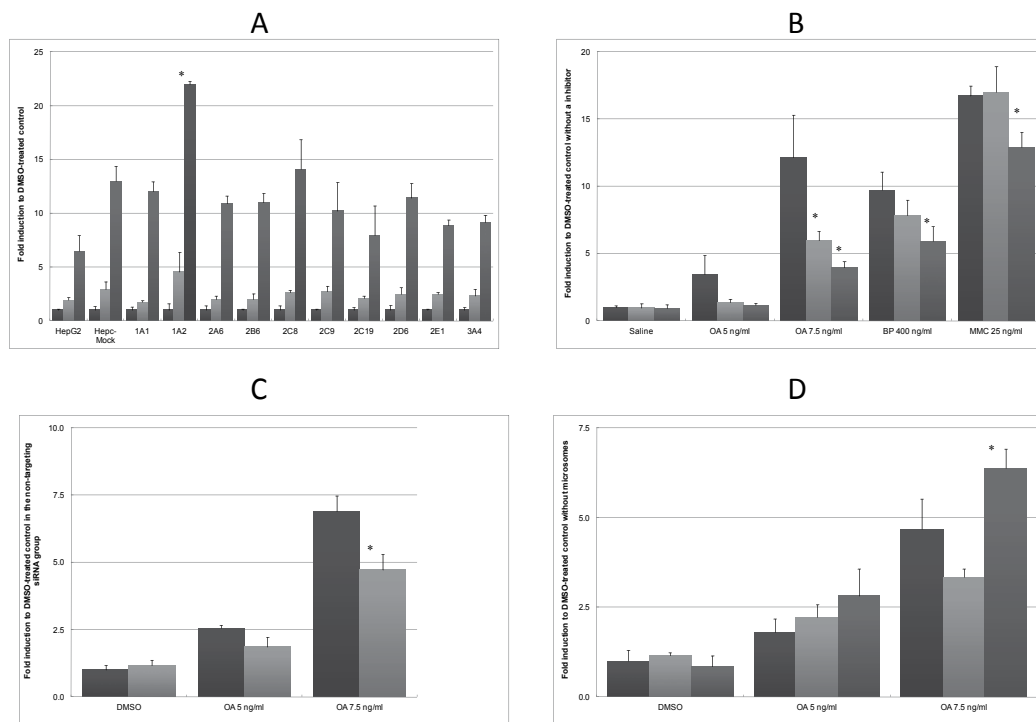 A
Fold induction to DMSO-treated control
25
20
15
10
5
0
*
HepG2
Hepc-
Mock
1A1
1A2
2A6
2B6
2C8
2C9
2C19
2D6
2E1
3A4
B
Fold induction to DMSO-treated control without a inhibitor
20
15
10
5
0
*
*
*
*
Saline
OA 5 ng/ml
OA 7.5 ng/ml
BP 400 ng/ml
MMC 25 ng/ml
C
Fold induction to DMSO-treated control in the non-targeting
siRNA group
10.0
7.5
5.0
2.5
0.0
*
DMSO
OA 5 ng/ml
OA 7.5 ng/ml
D
Fold induction to DMSO-treated control without microsomes
7.5
5.0
2.5
0.0
*
DMSO
OA 5 ng/ml
OA 7.5 ng/ml